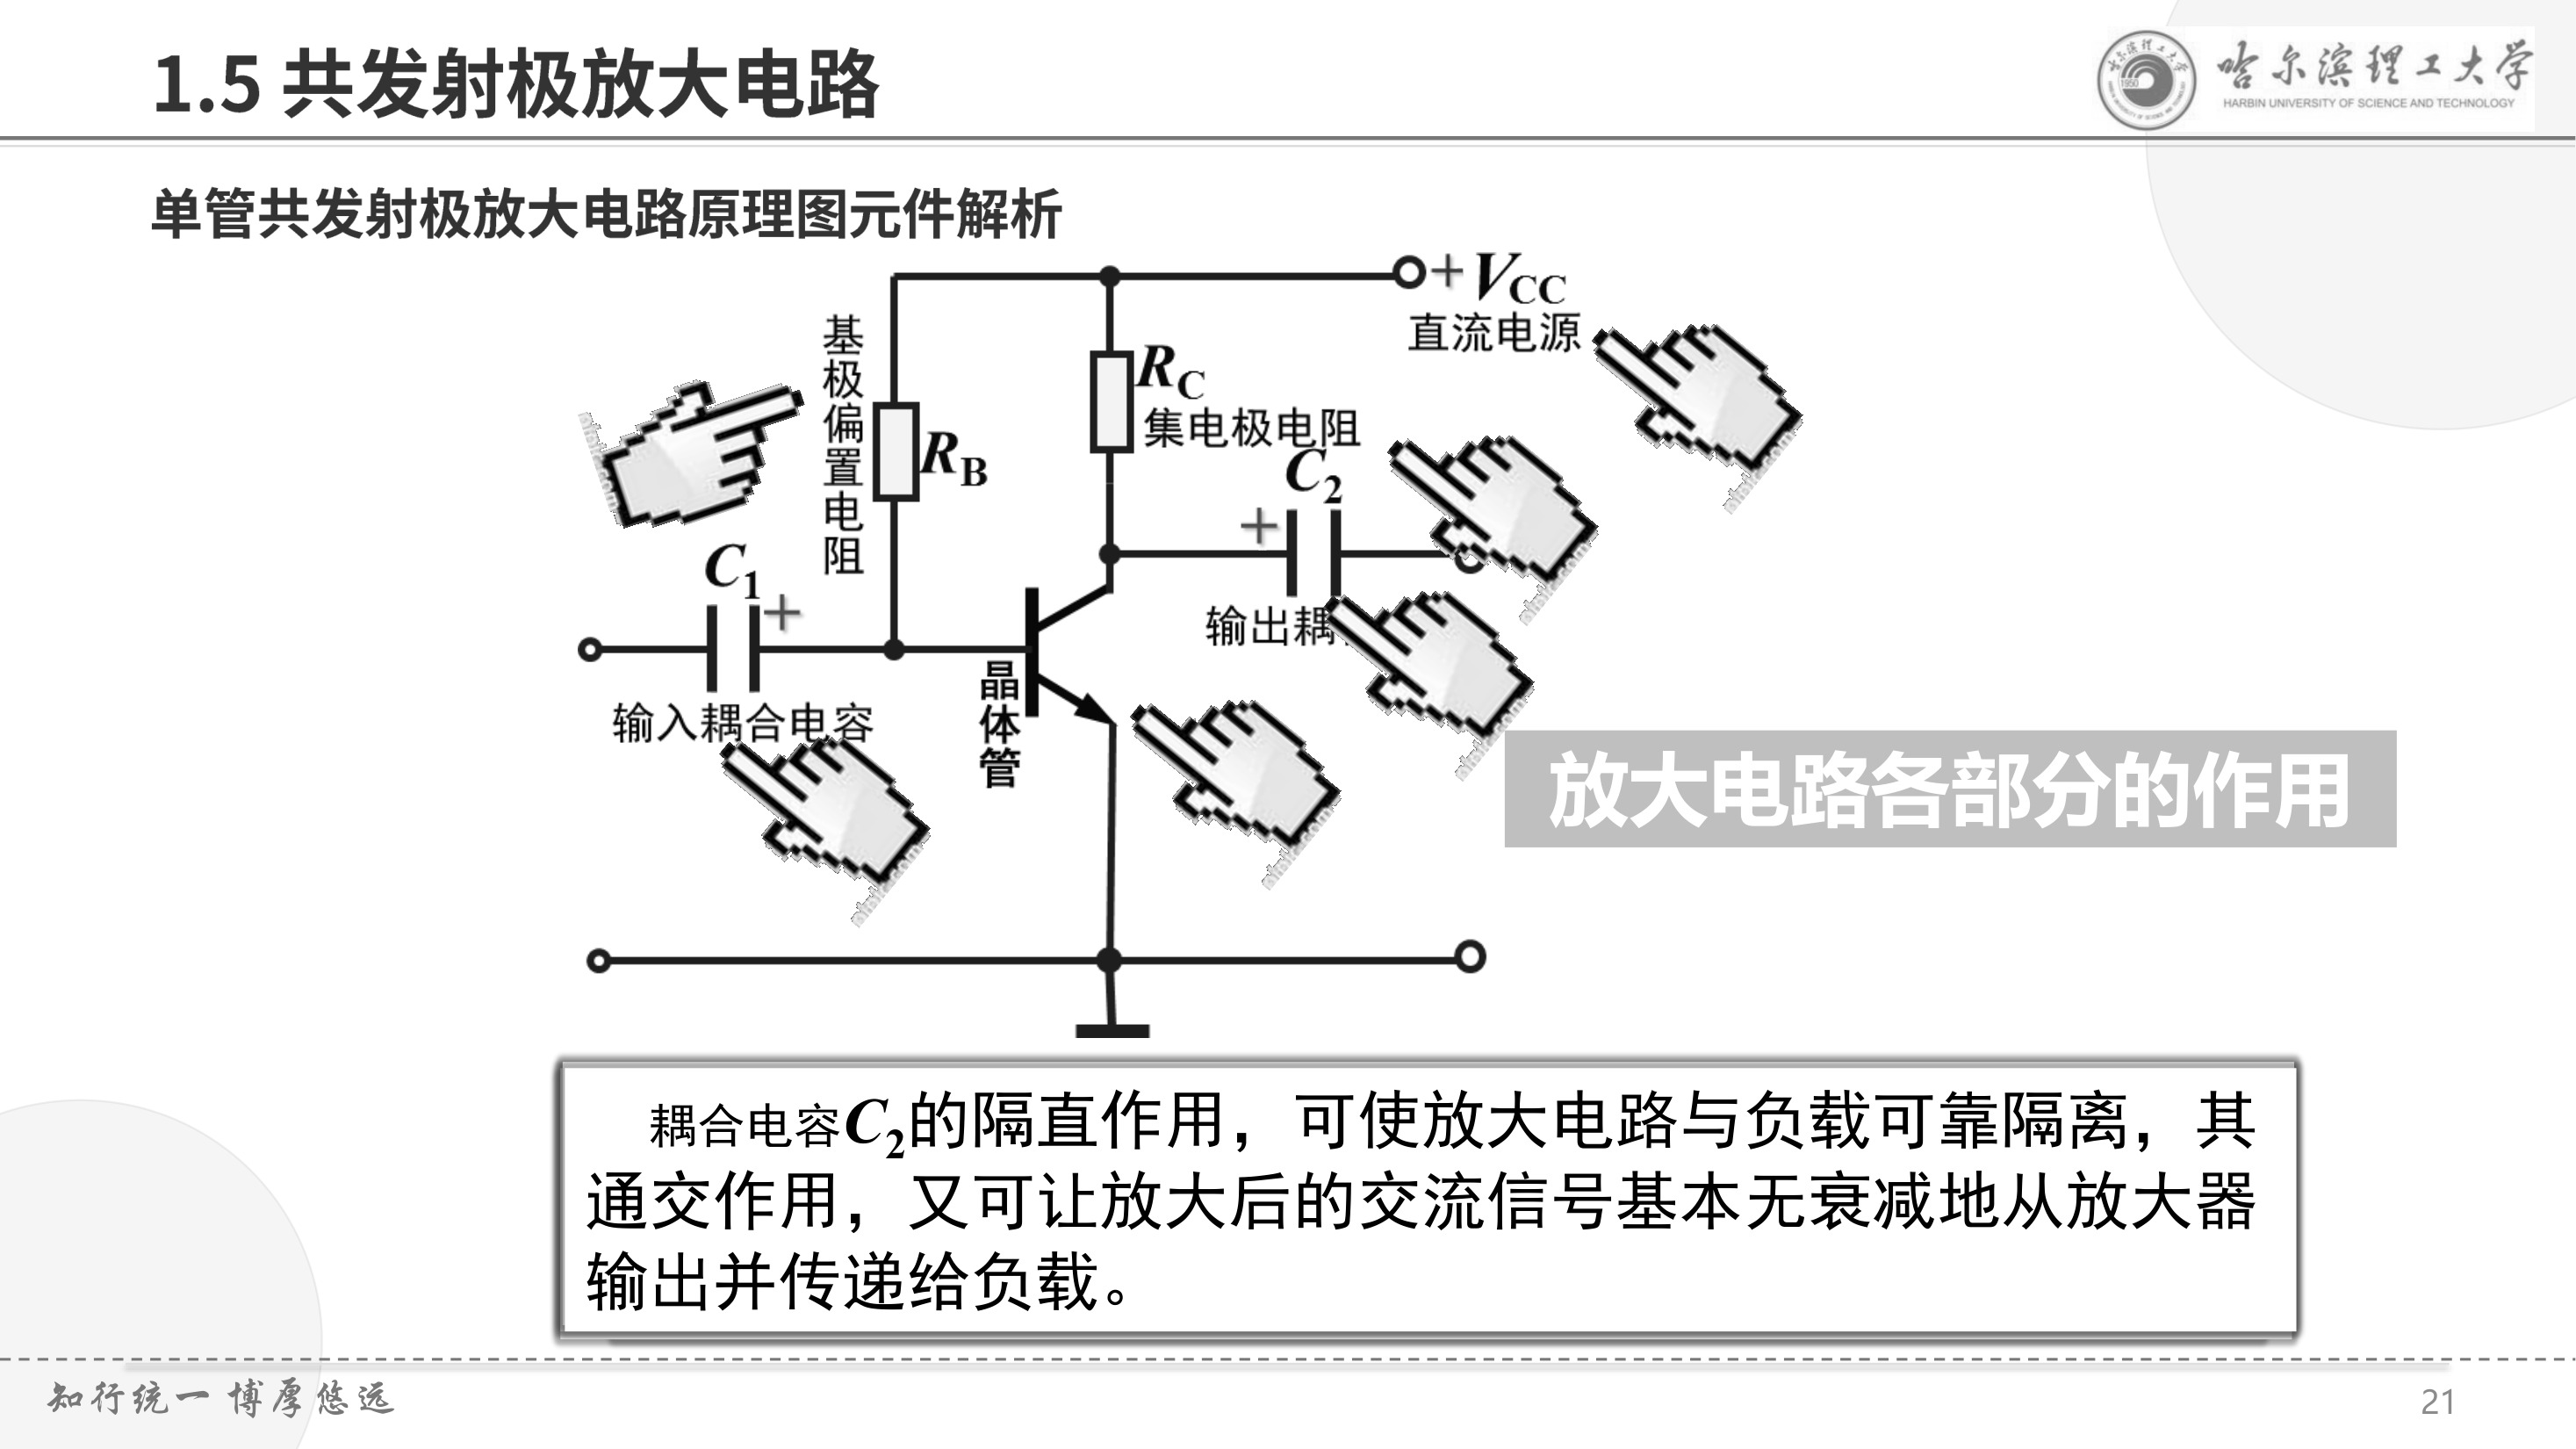 1.5 共发射极放大电路
哈尔滨理工大学
HARBIN UNIVERSITY OF SCIENCE AND TECHNOLOGY
1950
单管共发射极放大电路原理图元件解析
+VCC
直流电源
基极偏置电阻
RC
集电极电阻
RB
C2
+
C1
+
输出耦
晶体管
输入耦合电容
放大电路各部分的作用
耦合电容C2的隔直作用，可使放大电路与负载可靠隔离，其
通交作用，又可让放大后的交流信号基本无衰减地从放大器
输出并传递给负载。
知行统一 博厚悠远
21